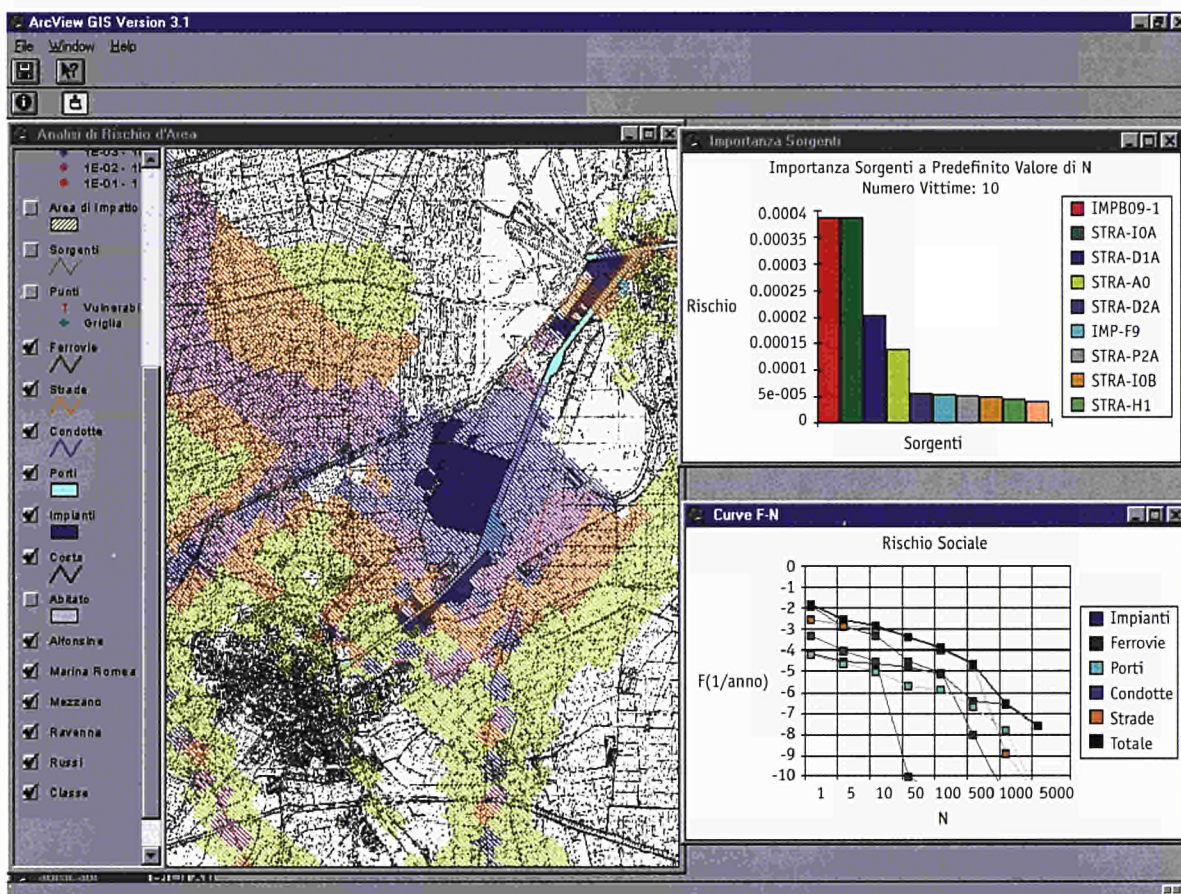 ArcView GIS Version 3.1
File Window Help
Analisi di Rischio d'Area
1E-03 - 1
1E-02 - 1
1E-01 - 1
Area di Impatto
Sorgenti
Punti
Vulnerabi
Griglia
Ferrovie
Strade
Condotte
Porti
Impianti
Costa
Abitato
Alfonsine
Marina Romea
Mezzano
Ravenna
Russi
Classe
Importanza Sorgenti
Importanza Sorgenti a Predefinito Valore di N
Numero Vittime: 10
0.0004
0.00035
0.0003
0.00025
0.0002
0.00015
0.0001
5e-005
0
Rischio
Sorgenti
IMPB09-1
STRA-I0A
STRA-D1A
STRA-A0
STRA-D2A
IMP-F9
STRA-P2A
STRA-I0B
STRA-H1
Curve F-N
Rischio Sociale
0
-1
-2
-3
-4
-5
-6
-7
-8
-9
-10
F(1/anno)
1 5 10 50 100 500 1000 5000
N
Impianti
Ferrovie
Porti
Condotte
Strade
Totale